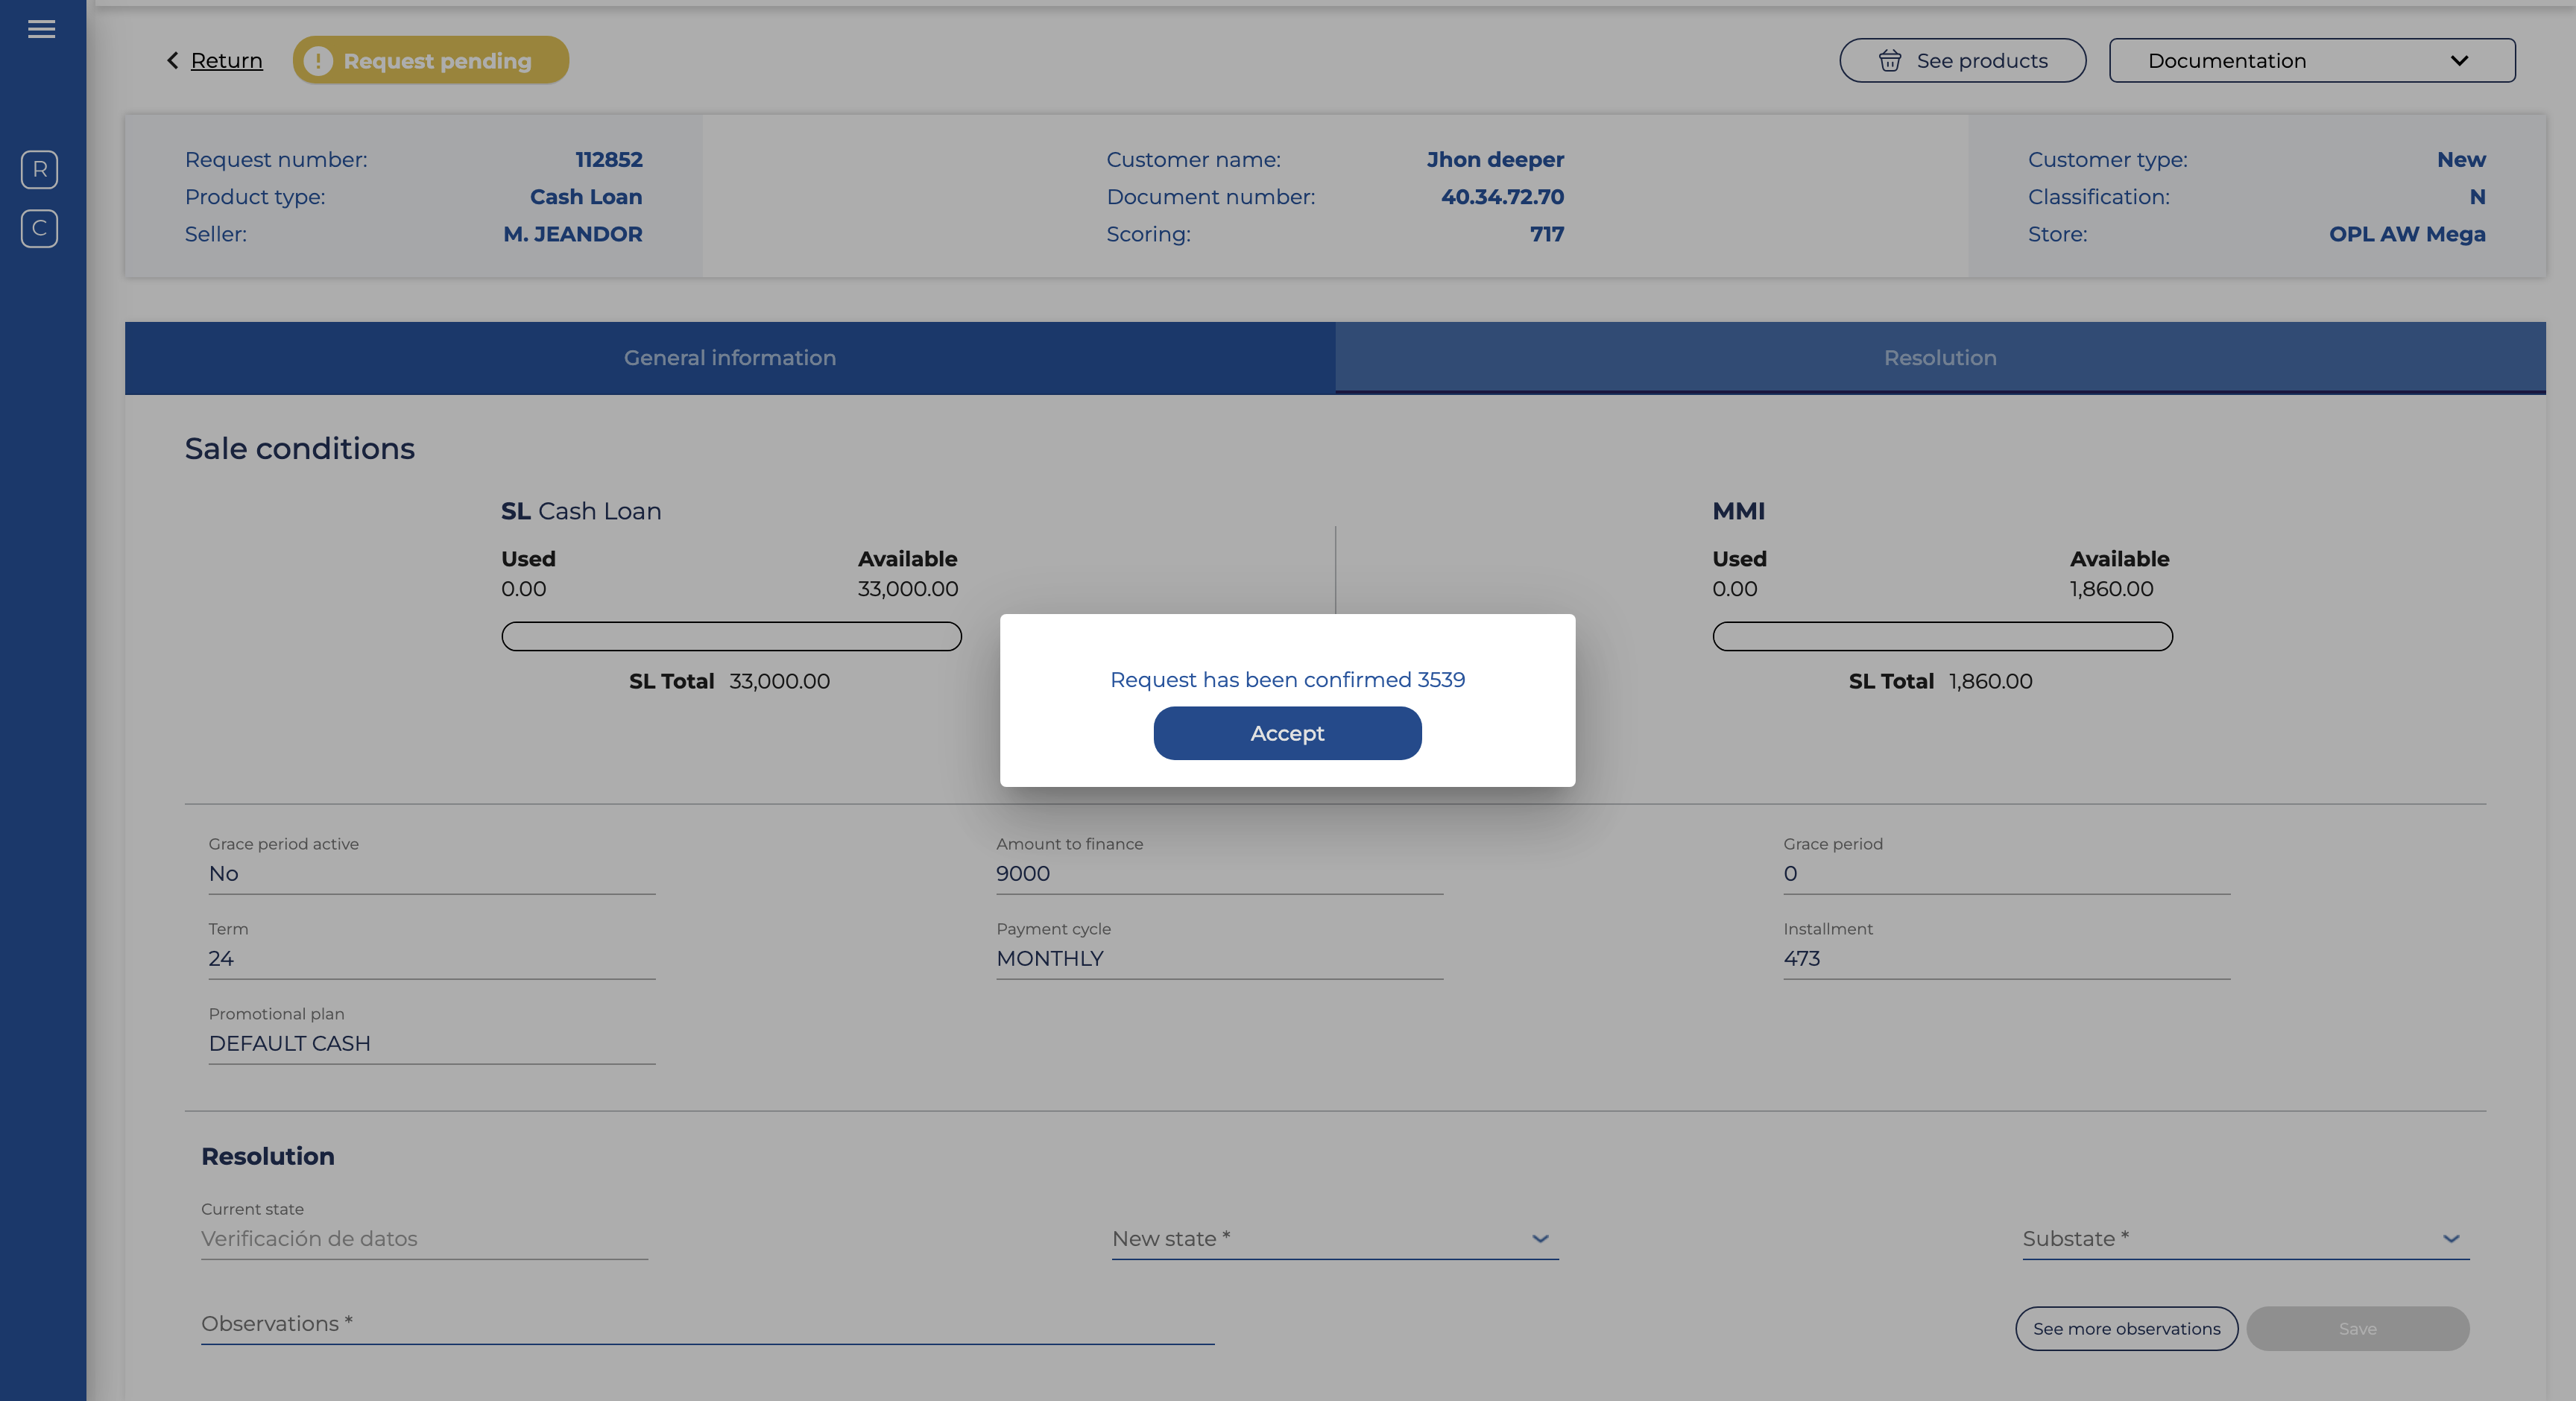 Return
! Request pending
See products
Documentation
R
C
Request number: 112852
Product type: Cash Loan
Seller: M. JEANDOR
Customer name: Jhon deeper
Document number: 40.34.72.70
Scoring: 717
Customer type: New
Classification: N
Store: OPL AW Mega
General information
Resolution
Sale conditions
SL Cash Loan
Used Available
0.00 33,000.00
SL Total 33,000.00
MMI
Used Available
0.00 1,860.00
SL Total 1,860.00
Request has been confirmed 3539
Accept
Grace period active
No
Amount to finance
9000
Grace period
0
Term
24
Payment cycle
MONTHLY
Installment
473
Promotional plan
DEFAULT CASH
Resolution
Current state
Verificación de datos
New state *
Substate *
Observations *
See more observations
Save